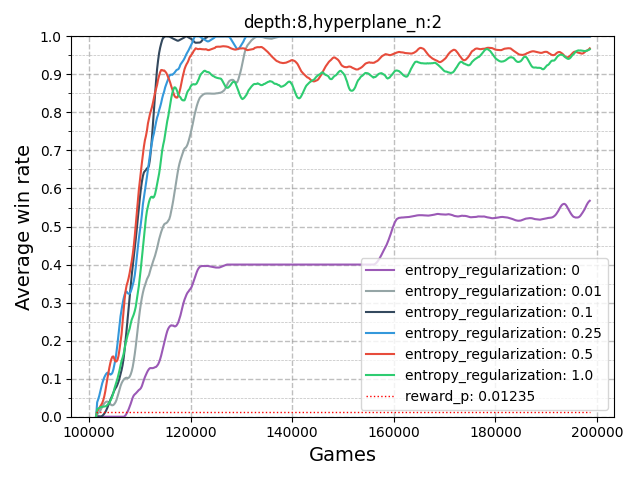 depth:8,hyperplane_n:2
Average win rate
1.0
0.9
0.8
0.7
0.6
0.5
0.4
0.3
0.2
0.1
0.0
entropy_regularization: 0
entropy_regularization: 0.01
entropy_regularization: 0.1
entropy_regularization: 0.25
entropy_regularization: 0.5
entropy_regularization: 1.0
reward_p: 0.01235
100000 120000 140000 160000 180000 200000
Games